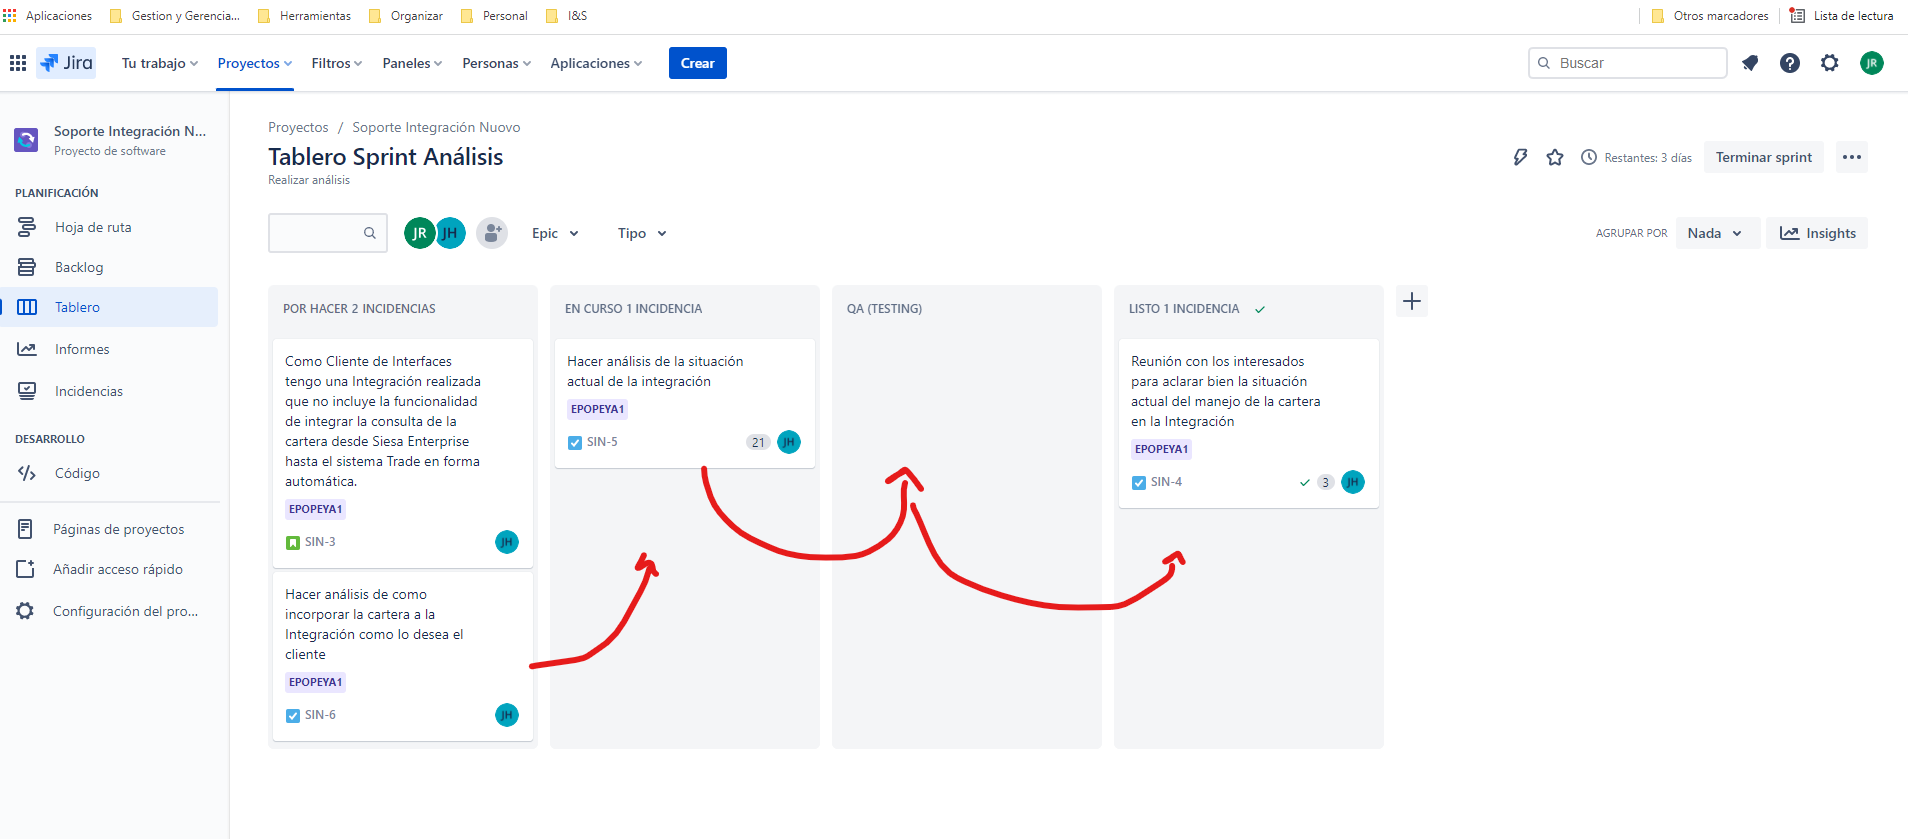 Aplicaciones
Gestion y Gerencia...
Herramientas
Organizar
Personal
I&S
Otros marcadores
Lista de lectura
Jira
Tu trabajo
Proyectos
Filtros
Paneles
Personas
Aplicaciones
Crear
Buscar
JR
Soporte Integración N...
Proyecto de software
PLANIFICACIÓN
Hoja de ruta
Backlog
Tablero
Informes
Incidencias
DESARROLLO
Código
Páginas de proyectos
Añadir acceso rápido
Configuración del pro...
Proyectos / Soporte Integración Nuovo
Tablero Sprint Análisis
Realizar análisis
Restantes: 3 días
Terminar sprint
JR
JH
Epic
Tipo
AGRUPAR POR
Nada
Insights
POR HACER 2 INCIDENCIAS
Como Cliente de Interfaces
tengo una Integración realizada
que no incluye la funcionalidad
de integrar la consulta de la
cartera desde Siesa Enterprise
hasta el sistema Trade en forma
automática.
EPOPEYA1
SIN-3
JH
Hacer análisis de como
incorporar la cartera a la
Integración como lo desea el
cliente
EPOPEYA1
SIN-6
JH
EN CURSO 1 INCIDENCIA
Hacer análisis de la situación
actual de la integración
EPOPEYA1
SIN-5
21
JH
QA (TESTING)
LISTO 1 INCIDENCIA
Reunión con los interesados
para aclarar bien la situación
actual del manejo de la cartera
en la Integración
EPOPEYA1
SIN-4
3
JH